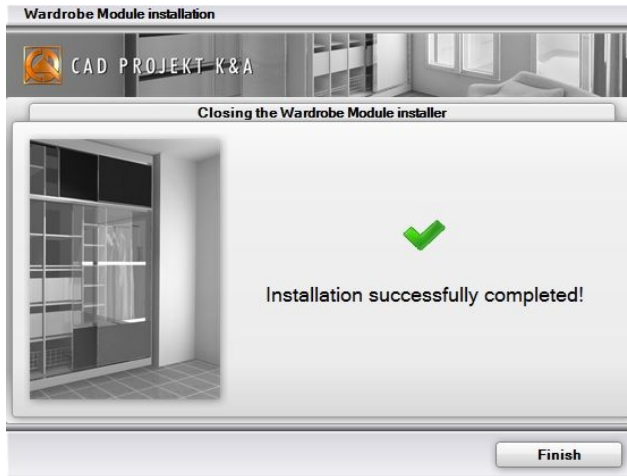 Wardrobe Module installation
CAD PROJEKT K&A
Closing the Wardrobe Module installer
Installation successfully completed!
Finish